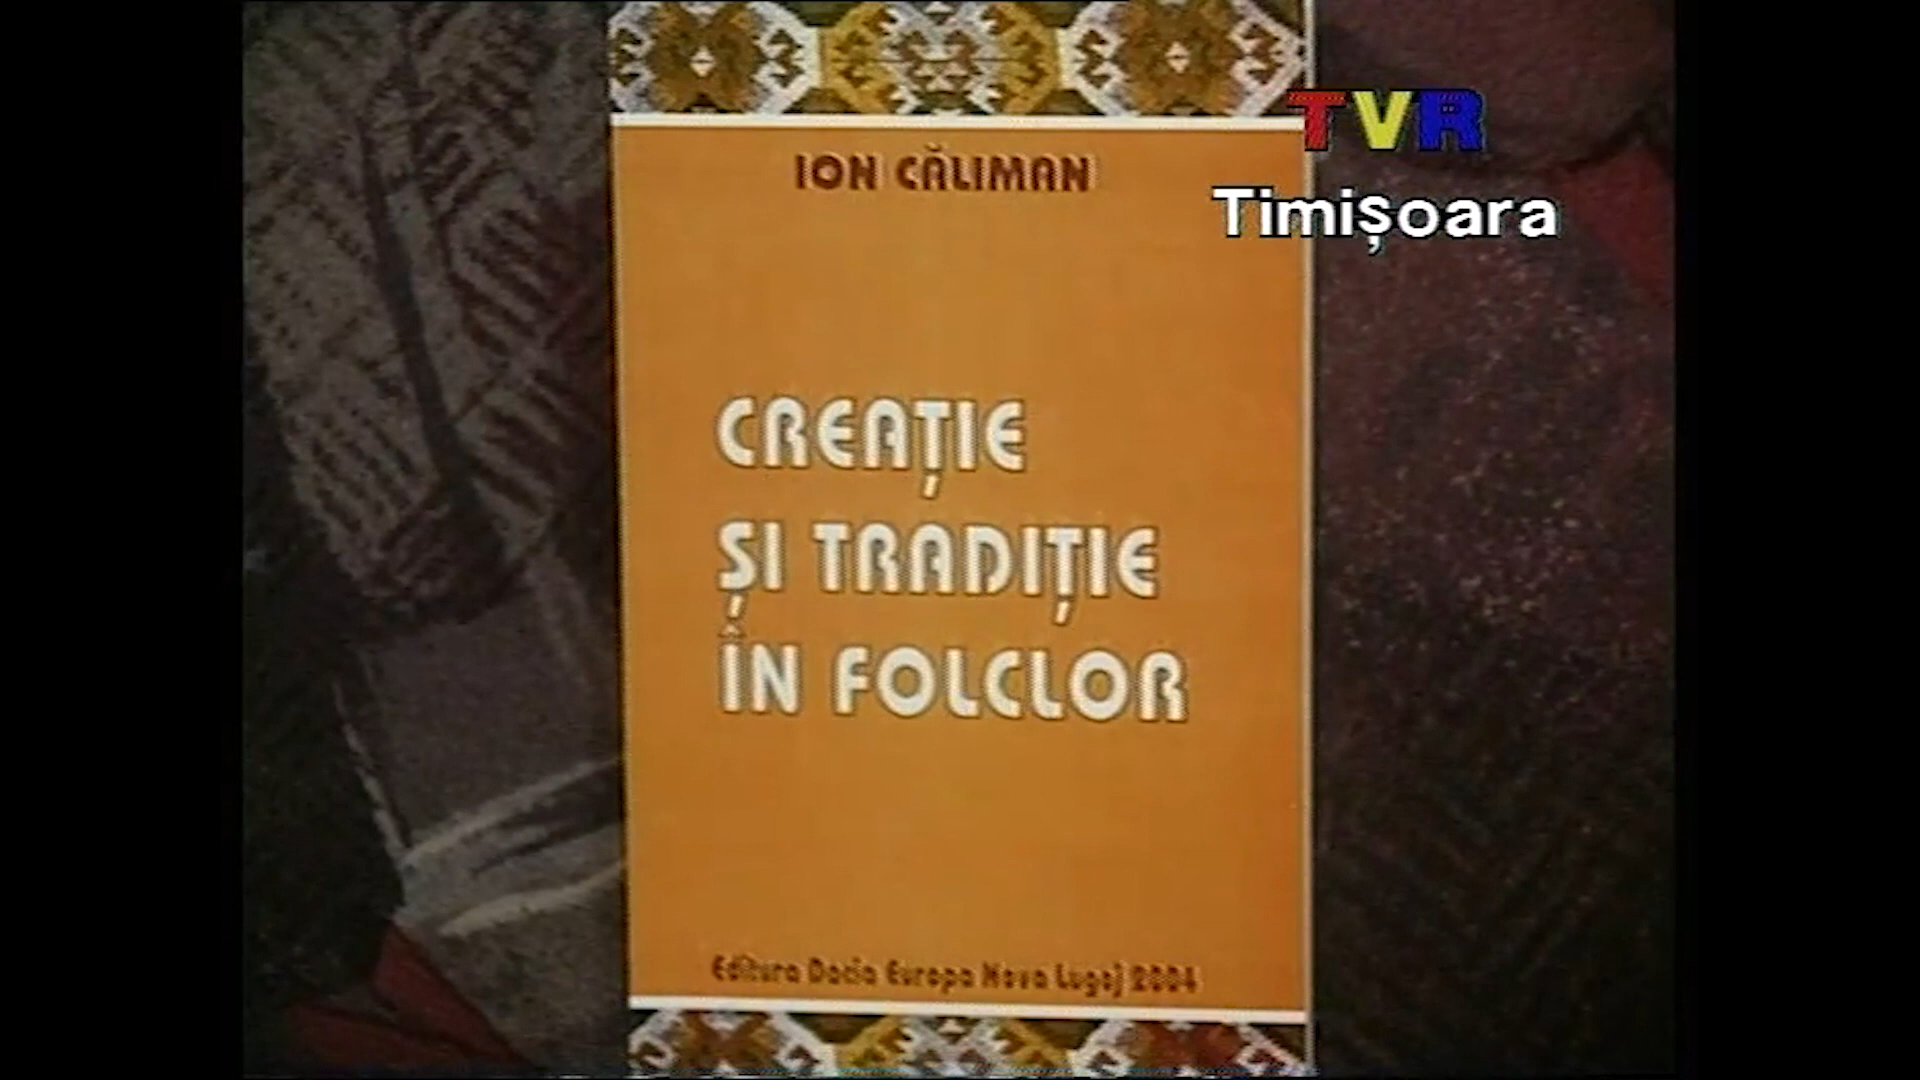 ION CĂLIMAN
TVR
Timișoara
CREAȚIE
ȘI TRADIȚIE
ÎN FOLCLOR
Editura Dacia Europa Nova Lugoj 2004